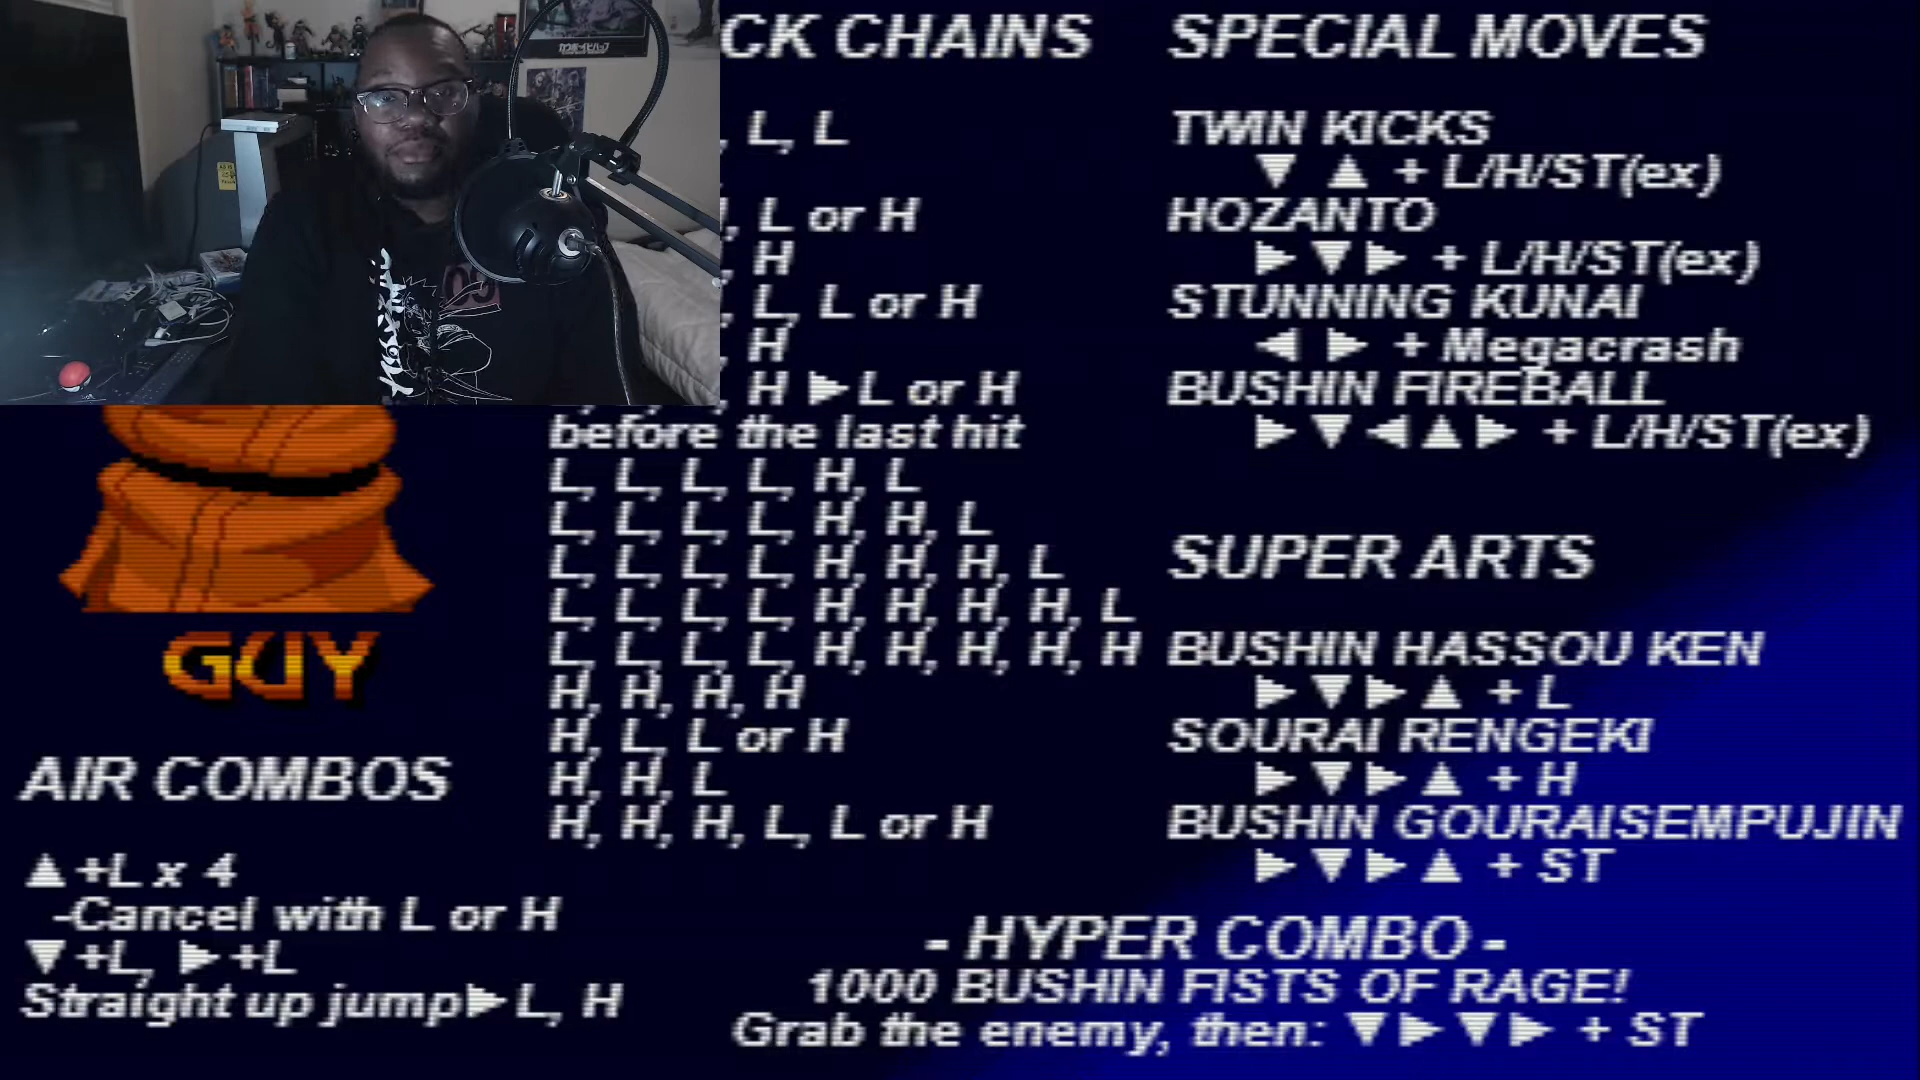 CK CHAINS
, L, L
, L or H
, H
, L, L or H
, H
, H ►L or H
before the last hit
L, L, L, L, H, L
L, L, L, L, H, H, L
L, L, L, L, H, H, H, L
L, L, L, L, H, H, H, H, L
L, L, L, L, H, H, H, H, H
H, H, H, H
H, L, L or H
H, H, L
H, H, H, L, L or H
SPECIAL MOVES
TWIN KICKS
▼ ▲ + L/H/ST(ex)
HOZANTO
► ▼ ► + L/H/ST(ex)
STUNNING KUNAI
◄ ► + Megacrash
BUSHIN FIREBALL
► ▼ ◄ ▲ ► + L/H/ST(ex)
SUPER ARTS
BUSHIN HASSOU KEN
► ▼ ► ▲ + L
SOURAI RENGEKI
► ▼ ► ▲ + H
BUSHIN GOURAISEMPUJIN
► ▼ ► ▲ + ST
GUY
AIR COMBOS
▲+L x 4
-Cancel with L or H
▼+L, ►+L
Straight up jump► L, H
- HYPER COMBO -
1000 BUSHIN FISTS OF RAGE!
Grab the enemy, then: ▼ ► ▼ ► + ST